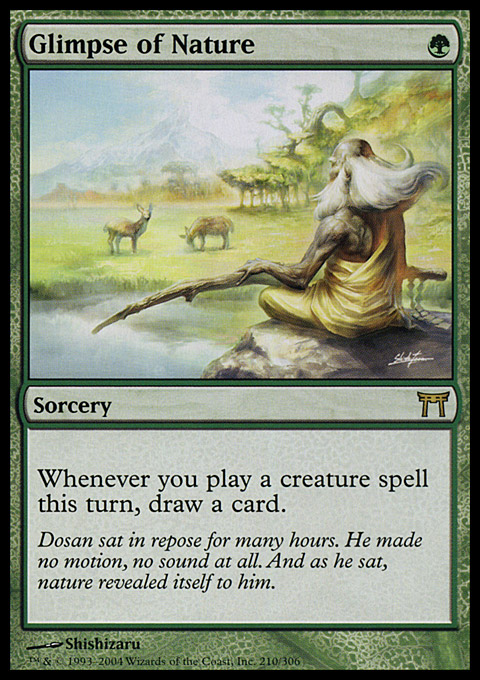 Glimpse of Nature
Sorcery
Whenever you play a creature spell
this turn, draw a card.
Dosan sat in repose for many hours. He made
no motion, no sound at all. And as he sat,
nature revealed itself to him.
Shishizaru
™ & © 1993–2004 Wizards of the Coast, Inc. 210/306